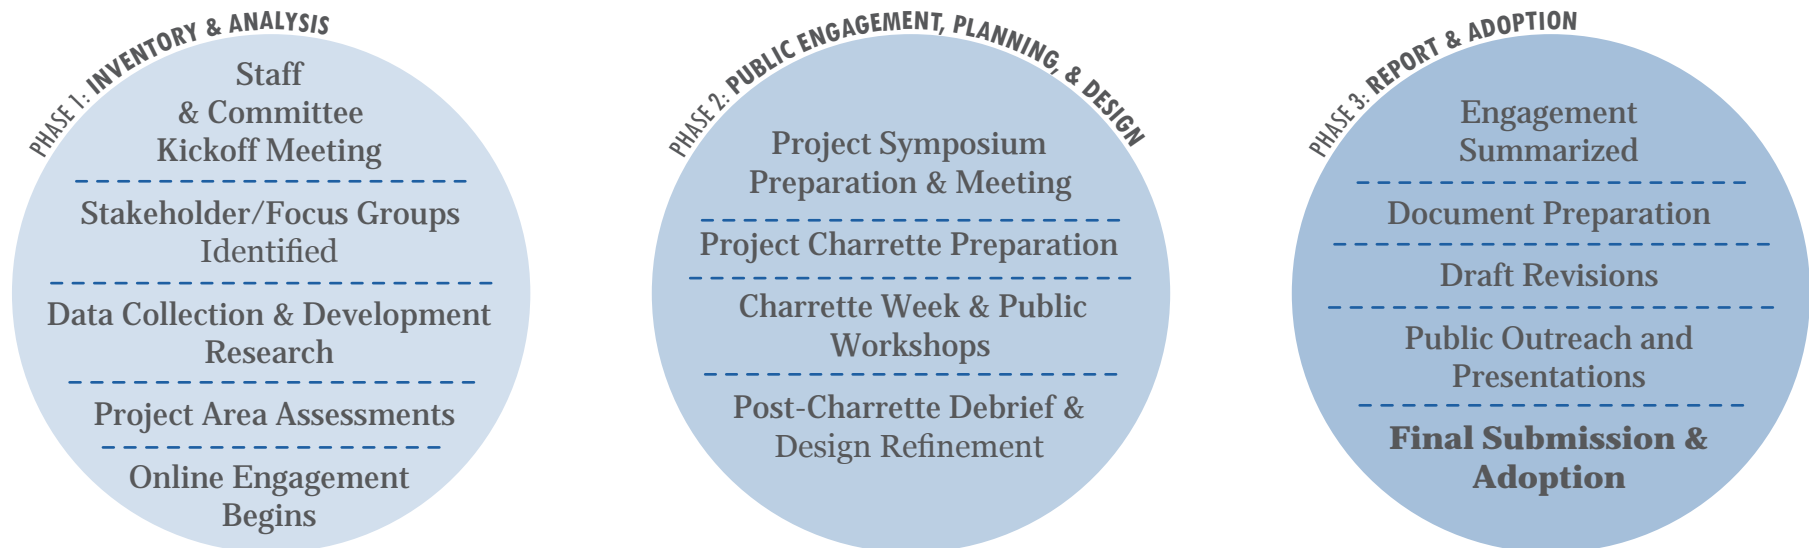 PHASE 1: INVENTORY & ANALYSIS
Staff
& Committee
Kickoff Meeting
Stakeholder/Focus Groups
Identified
Data Collection & Development
Research
Project Area Assessments
Online Engagement
Begins
PHASE 2: PUBLIC ENGAGEMENT, PLANNING, & DESIGN
Project Symposium
Preparation & Meeting
Project Charrette Preparation
Charrette Week & Public
Workshops
Post-Charrette Debrief &
Design Refinement
PHASE 3: REPORT & ADOPTION
Engagement
Summarized
Document Preparation
Draft Revisions
Public Outreach and
Presentations
Final Submission &
Adoption